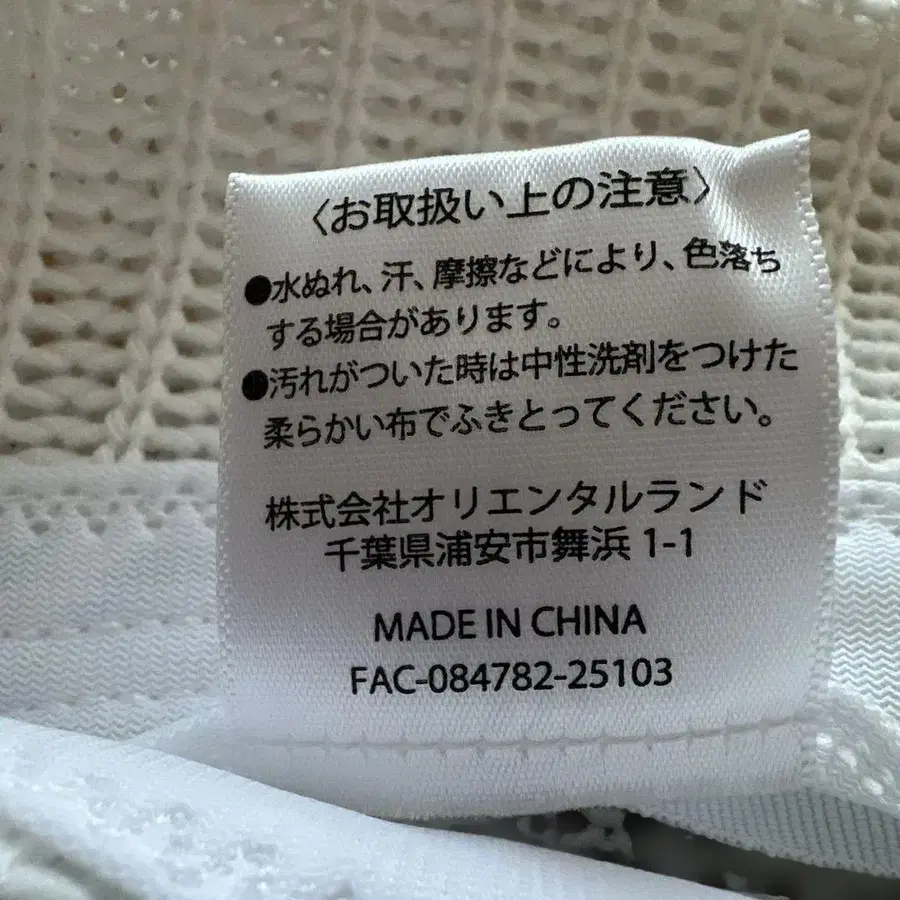 〈お取扱い上の注意〉
●水ぬれ、汗、摩擦などにより、色落ち
する場合があります。
●汚れがついた時は中性洗剤をつけた
柔らかい布でふきとってください。
株式会社オリエンタルランド
千葉県浦安市舞浜 1-1
MADE IN CHINA
FAC-084782-25103